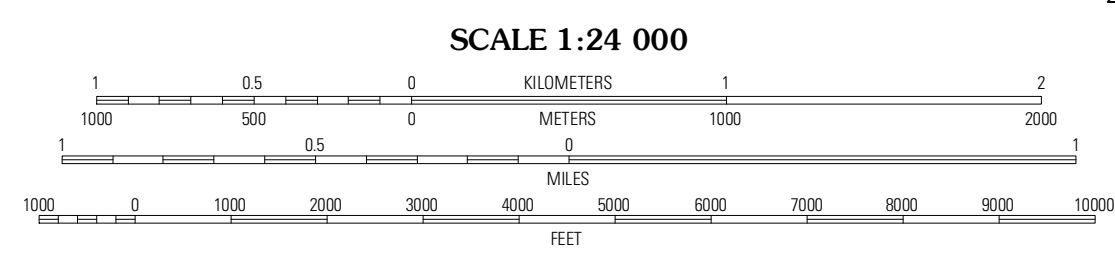 SCALE 1:24 000
1 0.5 0 KILOMETERS 1 2
1000 500 0 METERS 1000 2000
1 0.5 0 1
MILES
1000 0 1000 2000 3000 4000 5000 6000 7000 8000 9000 10000
FEET